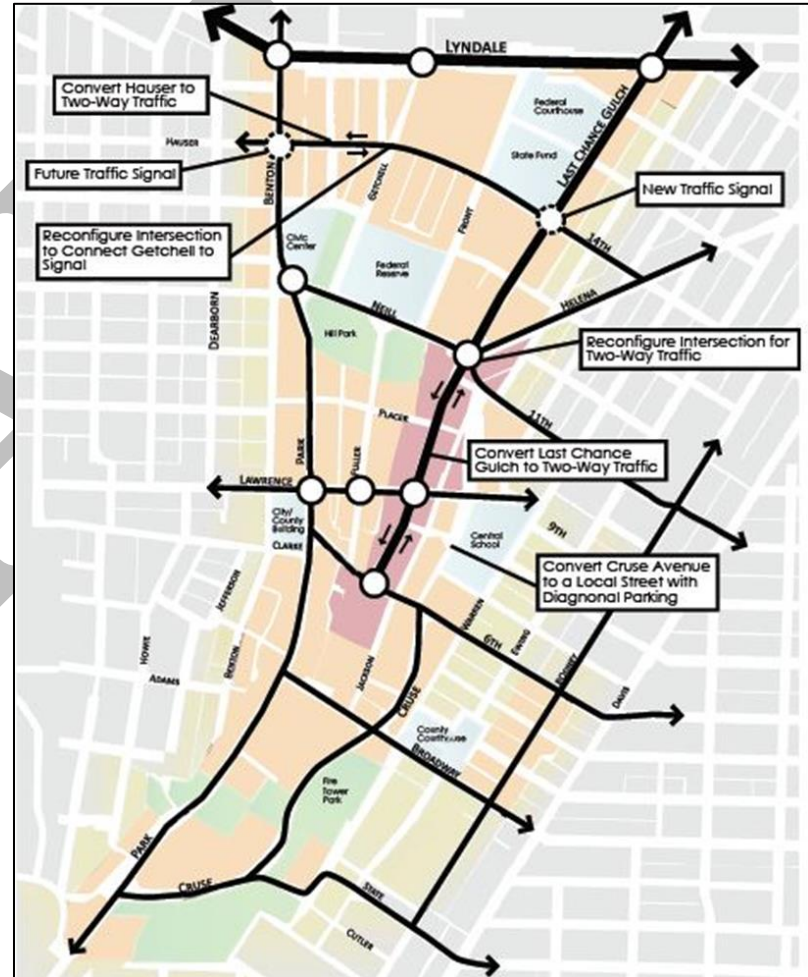 LYNDALE
Convert Hauser to
Two-Way Traffic
Federal
Courthouse
LAST CHANCE GULCH
HAUSER
State Fund
Future Traffic Signal
BENTON
GETCHELL
New Traffic Signal
FRONT
Reconfigure Intersection
to Connect Getchell to
Signal
Civic
Center
14TH
Federal
Reserve
HELENA
DEARBORN
NEILL
Hill Park
Reconfigure Intersection for
Two-Way Traffic
PLACER
11TH
PARK
FULLER
Convert Last Chance
Gulch to Two-Way Traffic
LAWRENCE
City/
County
Building
CLARKE
Central
School
9TH
Convert Cruse Avenue
to a Local Street with
Diagnonal Parking
JEFFERSON
WARREN
EWING
6TH
HOWIE
BENTON
ADAMS
JACKSON
CRUSE
RODNEY
DAVIS
County
Courthouse
BROADWAY
Fire
Tower
Park
PARK
CRUSE
STATE
CUTLER